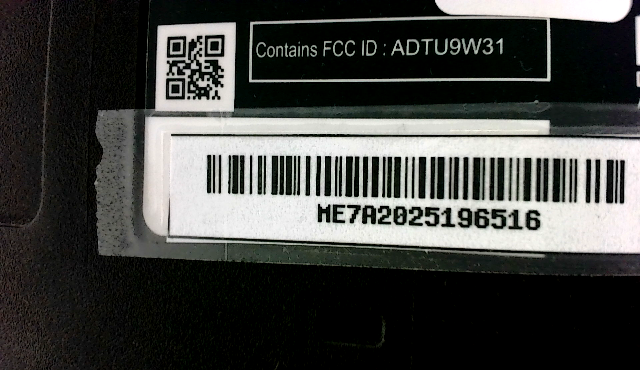 Contains FCC ID : ADTU9W31
ME7A2025196516